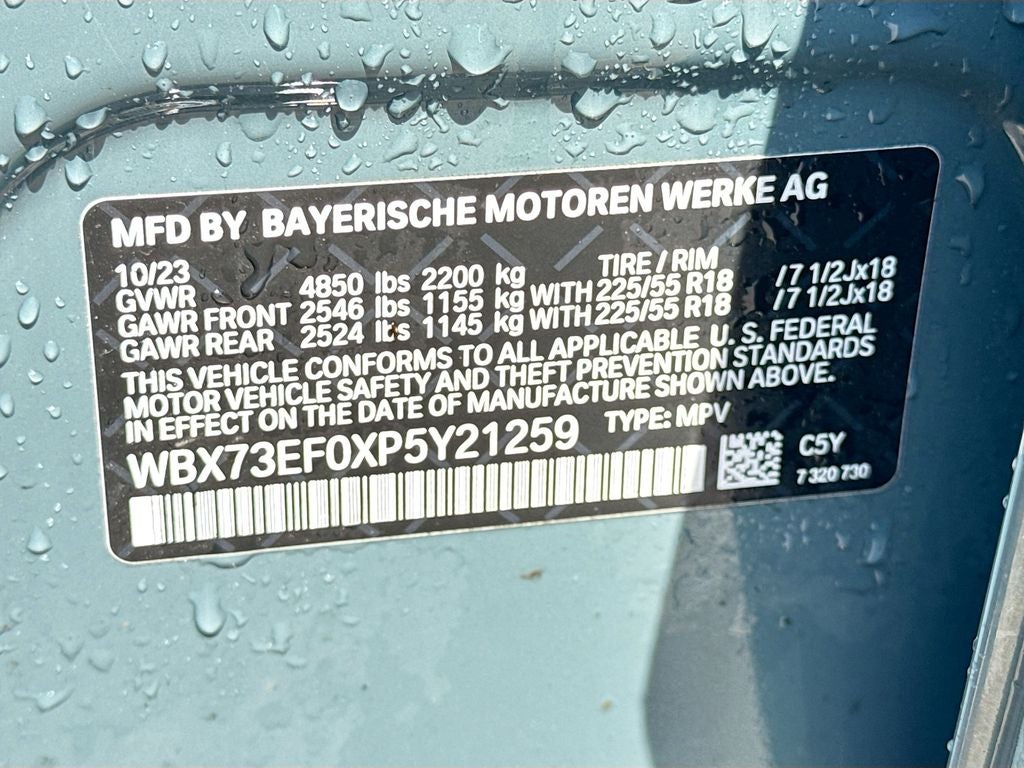 MFD BY BAYERISCHE MOTOREN WERKE AG
10/23 TIRE / RIM
GVWR 4850 lbs 2200 kg
GAWR FRONT 2546 lbs 1155 kg WITH 225/55 R18 /7 1/2Jx18
GAWR REAR 2524 lbs 1145 kg WITH 225/55 R18 /7 1/2Jx18
THIS VEHICLE CONFORMS TO ALL APPLICABLE U. S. FEDERAL
MOTOR VEHICLE SAFETY AND THEFT PREVENTION STANDARDS
IN EFFECT ON THE DATE OF MANUFACTURE SHOWN ABOVE.
WBX73EF0XP5Y21259 TYPE: MPV
C5Y
7 320 730